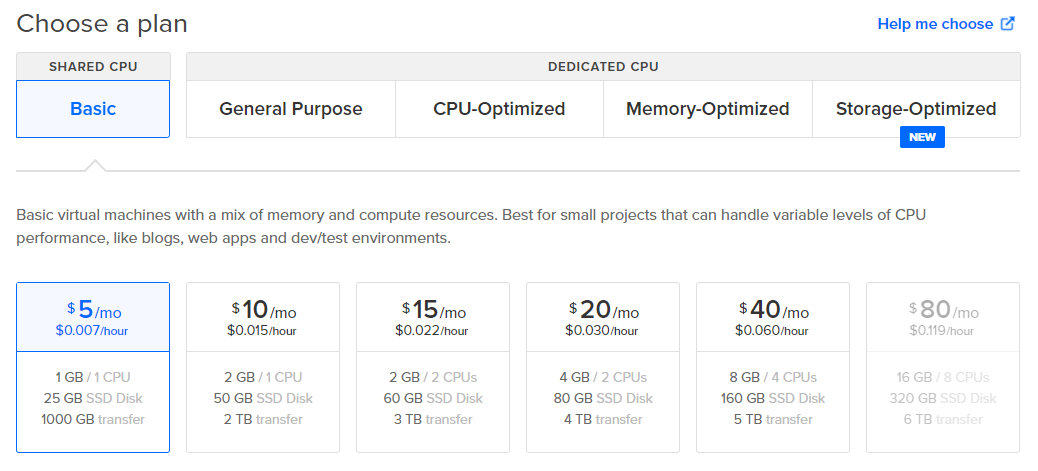 Choose a plan
Help me choose
SHARED CPU
DEDICATED CPU
Basic
General Purpose
CPU-Optimized
Memory-Optimized
Storage-Optimized
NEW
Basic virtual machines with a mix of memory and compute resources. Best for small projects that can handle variable levels of CPU
performance, like blogs, web apps and dev/test environments.
$5/mo
$0.007/hour
1 GB / 1 CPU
25 GB SSD Disk
1000 GB transfer
$10/mo
$0.015/hour
2 GB / 1 CPU
50 GB SSD Disk
2 TB transfer
$15/mo
$0.022/hour
2 GB / 2 CPUs
60 GB SSD Disk
3 TB transfer
$20/mo
$0.030/hour
4 GB / 2 CPUs
80 GB SSD Disk
4 TB transfer
$40/mo
$0.060/hour
8 GB / 4 CPUs
160 GB SSD Disk
5 TB transfer
$80/mo
$0.119/hour
16 GB / 8 CPUs
320 GB SSD Disk
6 TB transfer